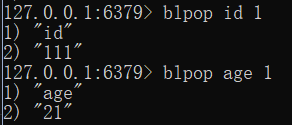 127.0.0.1:6379> blpop id 1
1) "id"
2) "111"
127.0.0.1:6379> blpop age 1
1) "age"
2) "21"